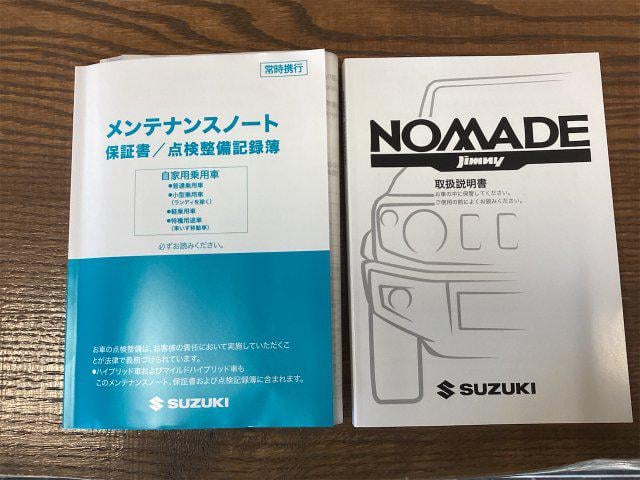 常時携行
メンテナンスノート
保証書／点検整備記録簿
自家用乗用車
●普通乗用車
●小型乗用車
(ランディを除く)
●軽乗用車
●特種用途車
(車いす移動車)
必ずお読みください。
お車の点検整備は、お客様の責任において実施していただくこ
とが法律で義務づけられています。
●ハイブリッド車およびマイルドハイブリッド車も
このメンテナンスノート、保証書および点検記録簿に含まれます。
SUZUKI
NOMADE
Jimny
取扱説明書
お車の中に保管してください。
ご使用の前によくお読みください。
SUZUKI